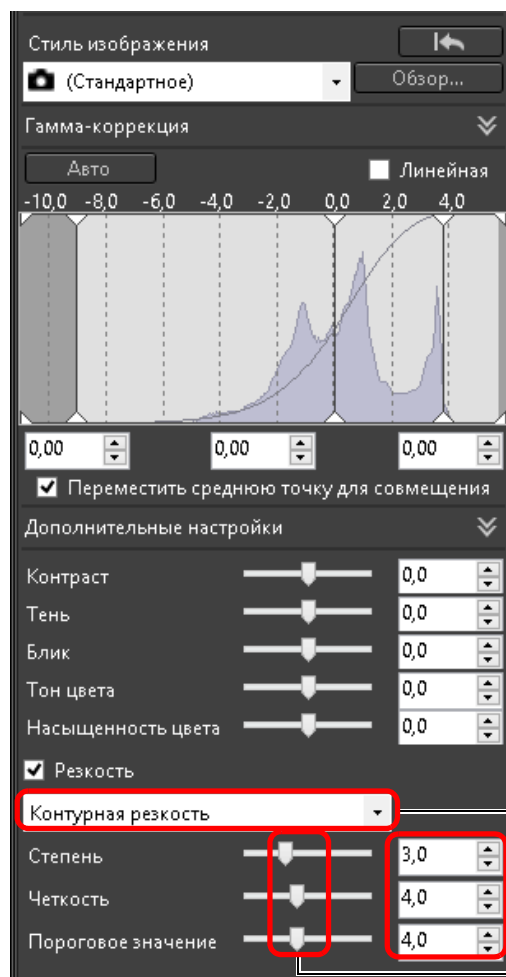 Стиль изображения
(Стандартное) Обзор...
Гамма-коррекция
Авто Линейная
-10,0 -8,0 -6,0 -4,0 -2,0 0,0 2,0 4,0
0,00 0,00 0,00
Переместить среднюю точку для совмещения
Дополнительные настройки
Контраст 0,0
Тень 0,0
Блик 0,0
Тон цвета 0,0
Насыщенность цвета 0,0
Резкость
Контурная резкость
Степень 3,0
Четкость 4,0
Пороговое значение 4,0